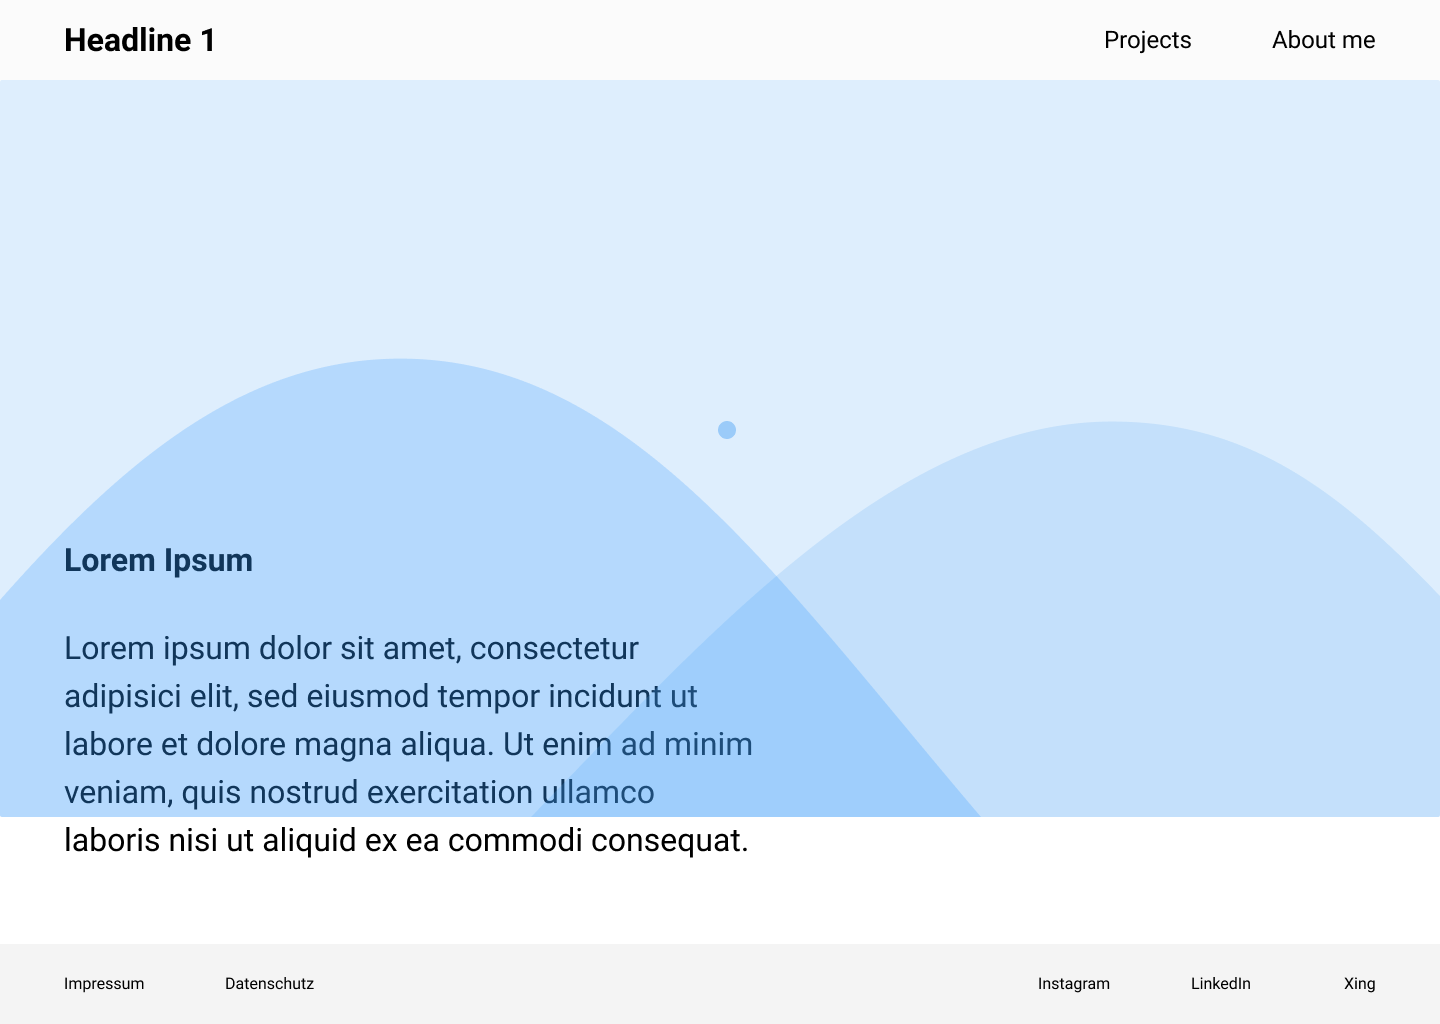 Headline 1
Projects
About me
Lorem Ipsum
Lorem ipsum dolor sit amet, consectetur
adipisici elit, sed eiusmod tempor incidunt ut
labore et dolore magna aliqua. Ut enim ad minim
veniam, quis nostrud exercitation ullamco
laboris nisi ut aliquid ex ea commodi consequat.
Impressum
Datenschutz
Instagram
LinkedIn
Xing